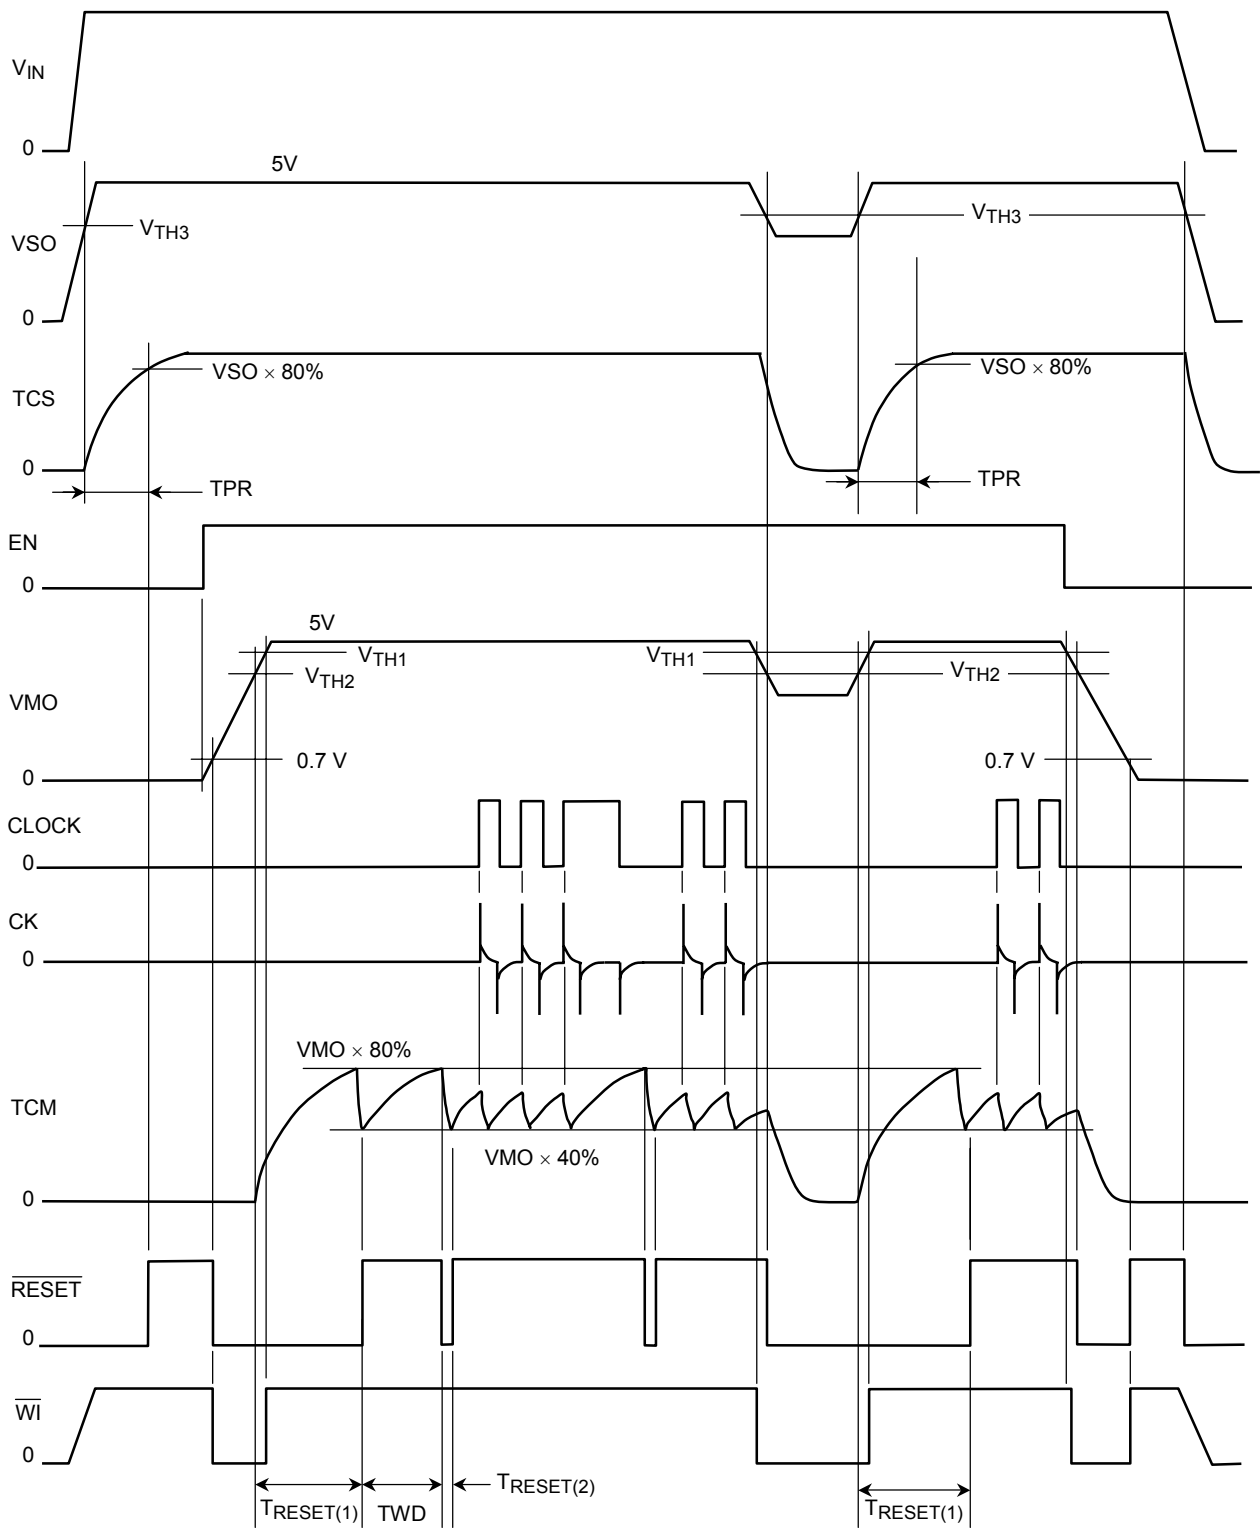 VIN
0
5V
VTH3
VTH3
VSO
0
VSO × 80%
VSO × 80%
TCS
0
TPR
TPR
EN
0
5V
VTH1
VTH1
VTH2
VTH2
VMO
0.7 V
0.7 V
0
CLOCK
0
CK
0
VMO × 80%
TCM
VMO × 40%
0
RESET
0
WI
0
TRESET(1)
TWD
TRESET(2)
TRESET(1)